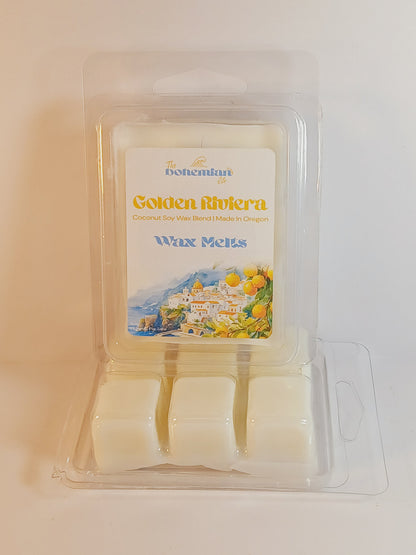 The
bohemian
Co
Golden Riviera
Coconut Soy Wax Blend | Made in Oregon
Wax Melts